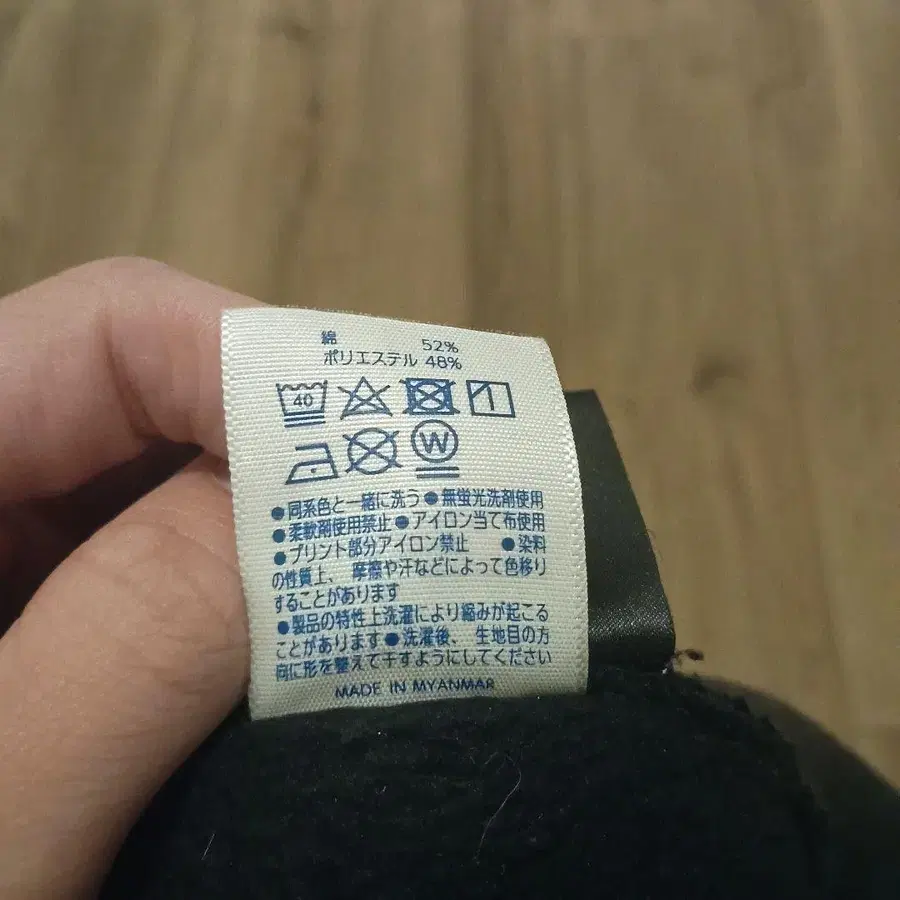 綿 52%
ポリエステル 48%
40
W
●同系色と一緒に洗う●無蛍光洗剤使用
●柔軟剤使用禁止●アイロン当て布使用
●プリント部分アイロン禁止 ●染料
の性質上、摩擦や汗などによって色移り
することがあります
●製品の特性上洗濯により縮みが起こる
ことがあります●洗濯後、生地目の方
向に形を整えて干すようにしてください
MADE IN MYANMAR